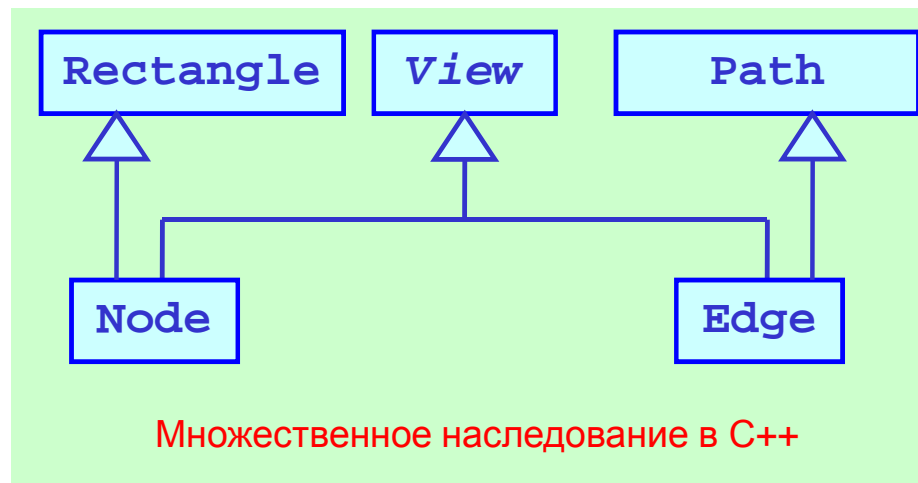 Rectangle View Path
Node Edge
Множественное наследование в C++